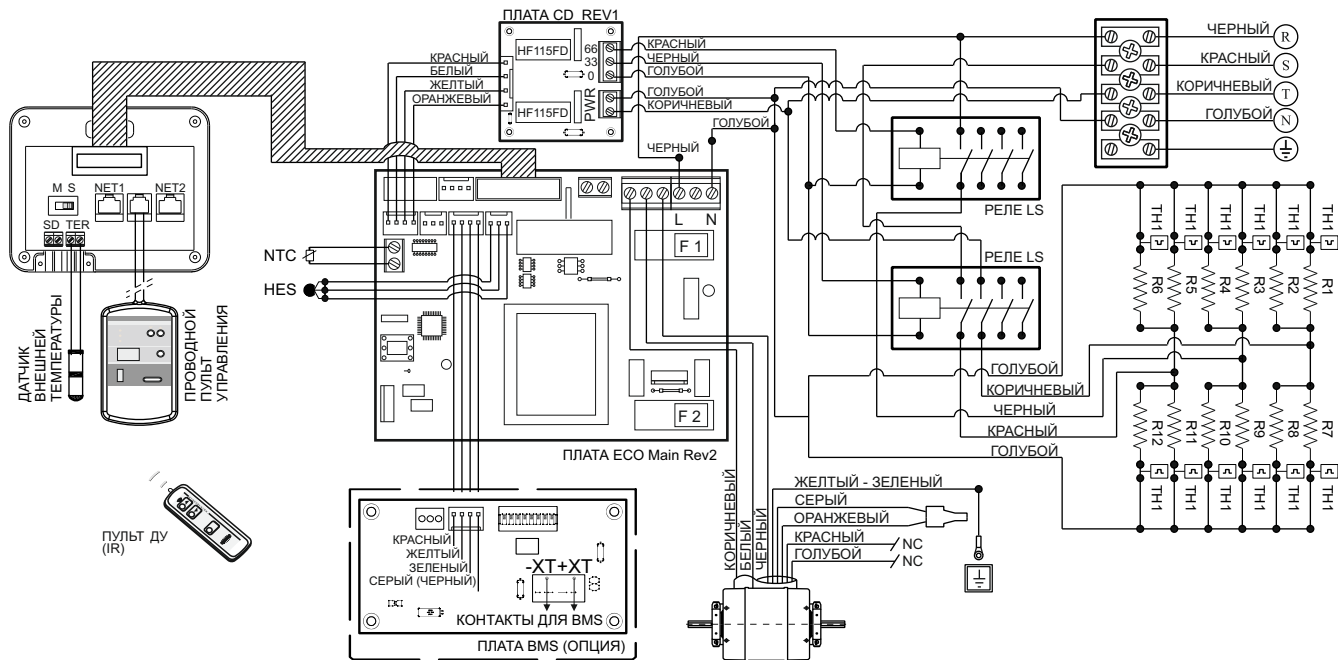 ПЛАТА CD REV1
HF115FD
HF115FD
66
33
0
PWR
КРАСНЫЙ
БЕЛЫЙ
ЖЕЛТЫЙ
ОРАНЖЕВЫЙ
КРАСНЫЙ
ЧЕРНЫЙ
ГОЛУБОЙ
ГОЛУБОЙ
КОРИЧНЕВЫЙ
ГОЛУБОЙ
ЧЕРНЫЙ
ЧЕРНЫЙ R
КРАСНЫЙ S
КОРИЧНЕВЫЙ T
ГОЛУБОЙ N
РЕЛЕ LS
РЕЛЕ LS
M S
NET1
NET2
SD TER
ДАТЧИК
ВНЕШНЕЙ
ТЕМПЕРАТУРЫ
ПРОВОДНОЙ
ПУЛЬТ
УПРАВЛЕНИЯ
NTC
HES
L N
F 1
F 2
ПЛАТА ECO Main Rev2
TH1 TH1 TH1 TH1 TH1 TH1
R6 R5 R4 R3 R2 R1
ГОЛУБОЙ
КОРИЧНЕВЫЙ
ЧЕРНЫЙ
КРАСНЫЙ
ГОЛУБОЙ
R12 R11 R10 R9 R8 R7
TH1 TH1 TH1 TH1 TH1 TH1
КОРИЧНЕВЫЙ
БЕЛЫЙ
ЧЕРНЫЙ
ЖЕЛТЫЙ - ЗЕЛЕНЫЙ
СЕРЫЙ
ОРАНЖЕВЫЙ
КРАСНЫЙ NC
ГОЛУБОЙ NC
ПУЛЬТ ДУ
(IR)
КРАСНЫЙ
ЖЕЛТЫЙ
ЗЕЛЕНЫЙ
СЕРЫЙ (ЧЕРНЫЙ)
-XT+XT
КОНТАКТЫ ДЛЯ BMS
ПЛАТА BMS (ОПЦИЯ)